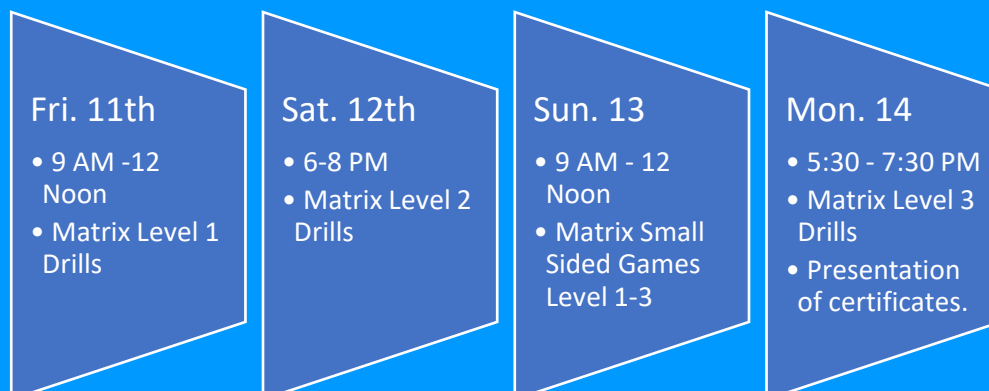 Fri. 11th
• 9 AM -12
Noon
• Matrix Level 1
Drills
Sat. 12th
• 6-8 PM
• Matrix Level 2
Drills
Sun. 13
• 9 AM - 12
Noon
• Matrix Small
Sided Games
Level 1-3
Mon. 14
• 5:30 - 7:30 PM
• Matrix Level 3
Drills
• Presentation
of certificates.